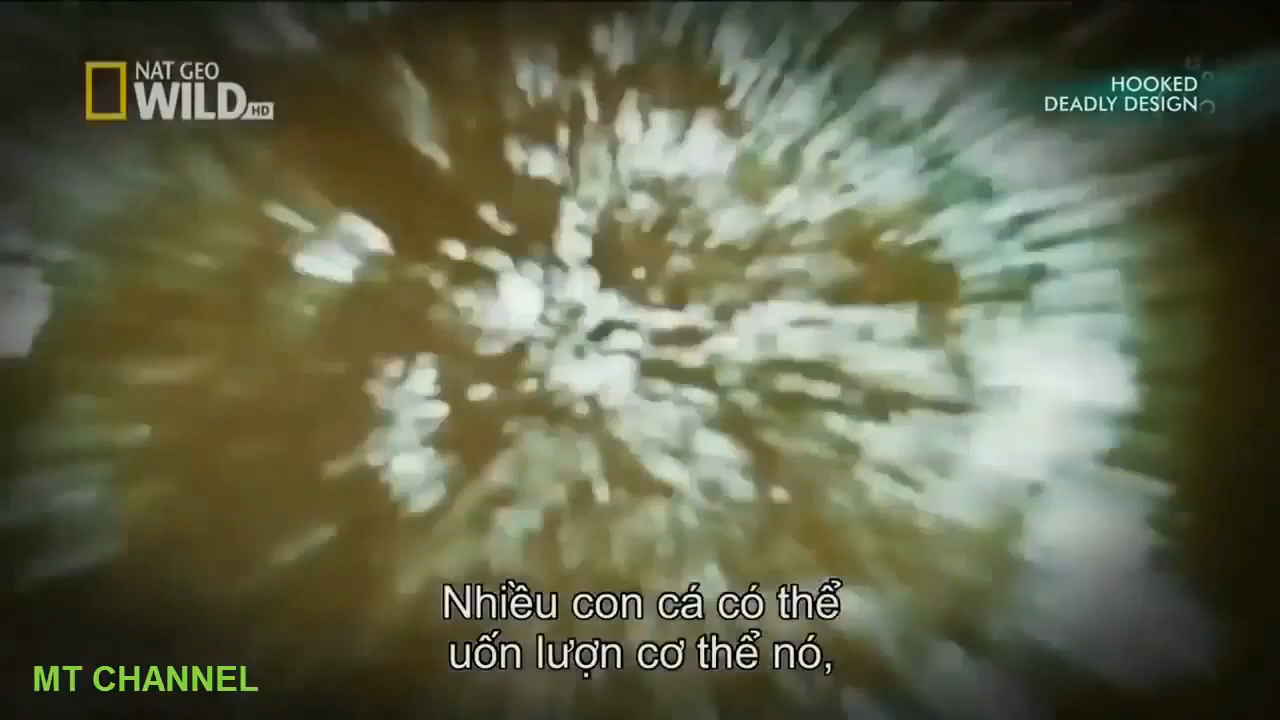 NAT GEO
WILD HD
HOOKED
DEADLY DESIGN
Nhiều con cá có thể
uốn lượn cơ thể nó,
MT CHANNEL